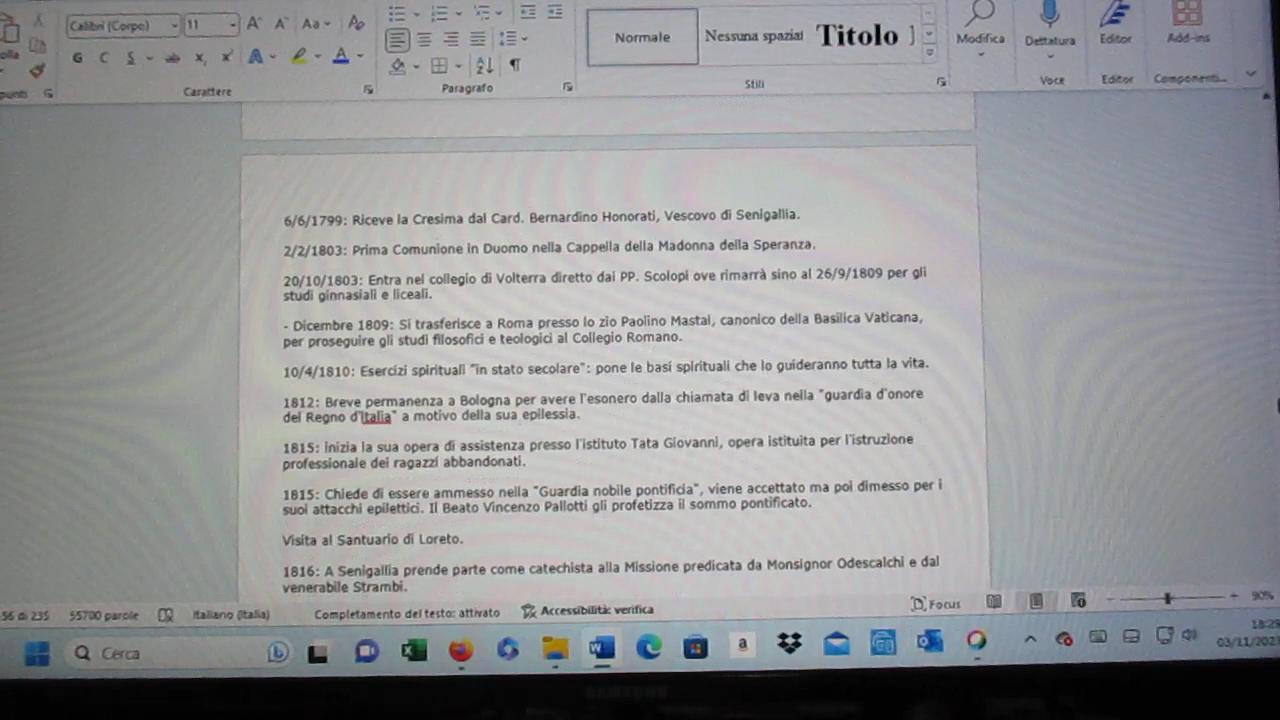 Calibri (Corpo)
11
Aa
G C S ab x, x'
A
Carattere
Paragrafo
Normale
Nessuna spaziat
Titolo 1
Stili
Modifica
Dettatura
Voce
Editor
Editor
Add-ins
Componenti...
6/6/1799: Riceve la Cresima dal Card. Bernardino Honorati, Vescovo di Senigallia.
2/2/1803: Prima Comunione in Duomo nella Cappella della Madonna della Speranza.
20/10/1803: Entra nel collegio di Volterra diretto dai PP. Scolopi ove rimarrà sino al 26/9/1809 per gli
studi ginnasiali e liceali.
- Dicembre 1809: Si trasferisce a Roma presso lo zio Paolino Mastai, canonico della Basilica Vaticana,
per proseguire gli studi filosofici e teologici al Collegio Romano.
10/4/1810: Esercizi spirituali "in stato secolare": pone le basi spirituali che lo guideranno tutta la vita.
1812: Breve permanenza a Bologna per avere l'esonero dalla chiamata di leva nella "guardia d'onore
del Regno d'Italia" a motivo della sua epilessia.
1815: Inizia la sua opera di assistenza presso l'istituto Tata Giovanni, opera istituita per l'istruzione
professionale dei ragazzi abbandonati.
1815: Chiede di essere ammesso nella "Guardia nobile pontificia", viene accettato ma poi dimesso per i
suoi attacchi epilettici. Il Beato Vincenzo Pallotti gli profetizza il sommo pontificato.
Visita al Santuario di Loreto.
1816: A Senigallia prende parte come catechista alla Missione predicata da Monsignor Odescalchi e dal
venerabile Strambi.
56 di 235
55700 parole
Italiano (Italia)
Completamento del testo: attivato
Accessibilità: verifica
Focus
90%
Cerca
18:29
03/11/202